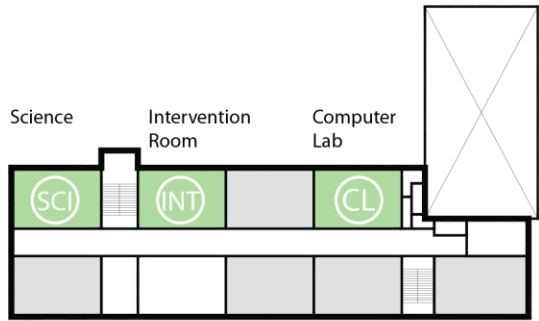 Science
Intervention
Room
Computer
Lab
SCI
INT
CL